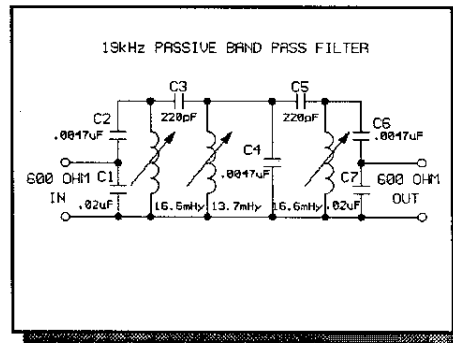 19kHz PASSIVE BAND PASS FILTER
C3
C5
C2
220pF
220pF
C6
.0047uF
.0047uF
C4
600 OHM
C1
.0047uF
C7
600 OHM
IN
OUT
.02uF
16.6mHy
13.7mHy
16.6mHy
.02uF